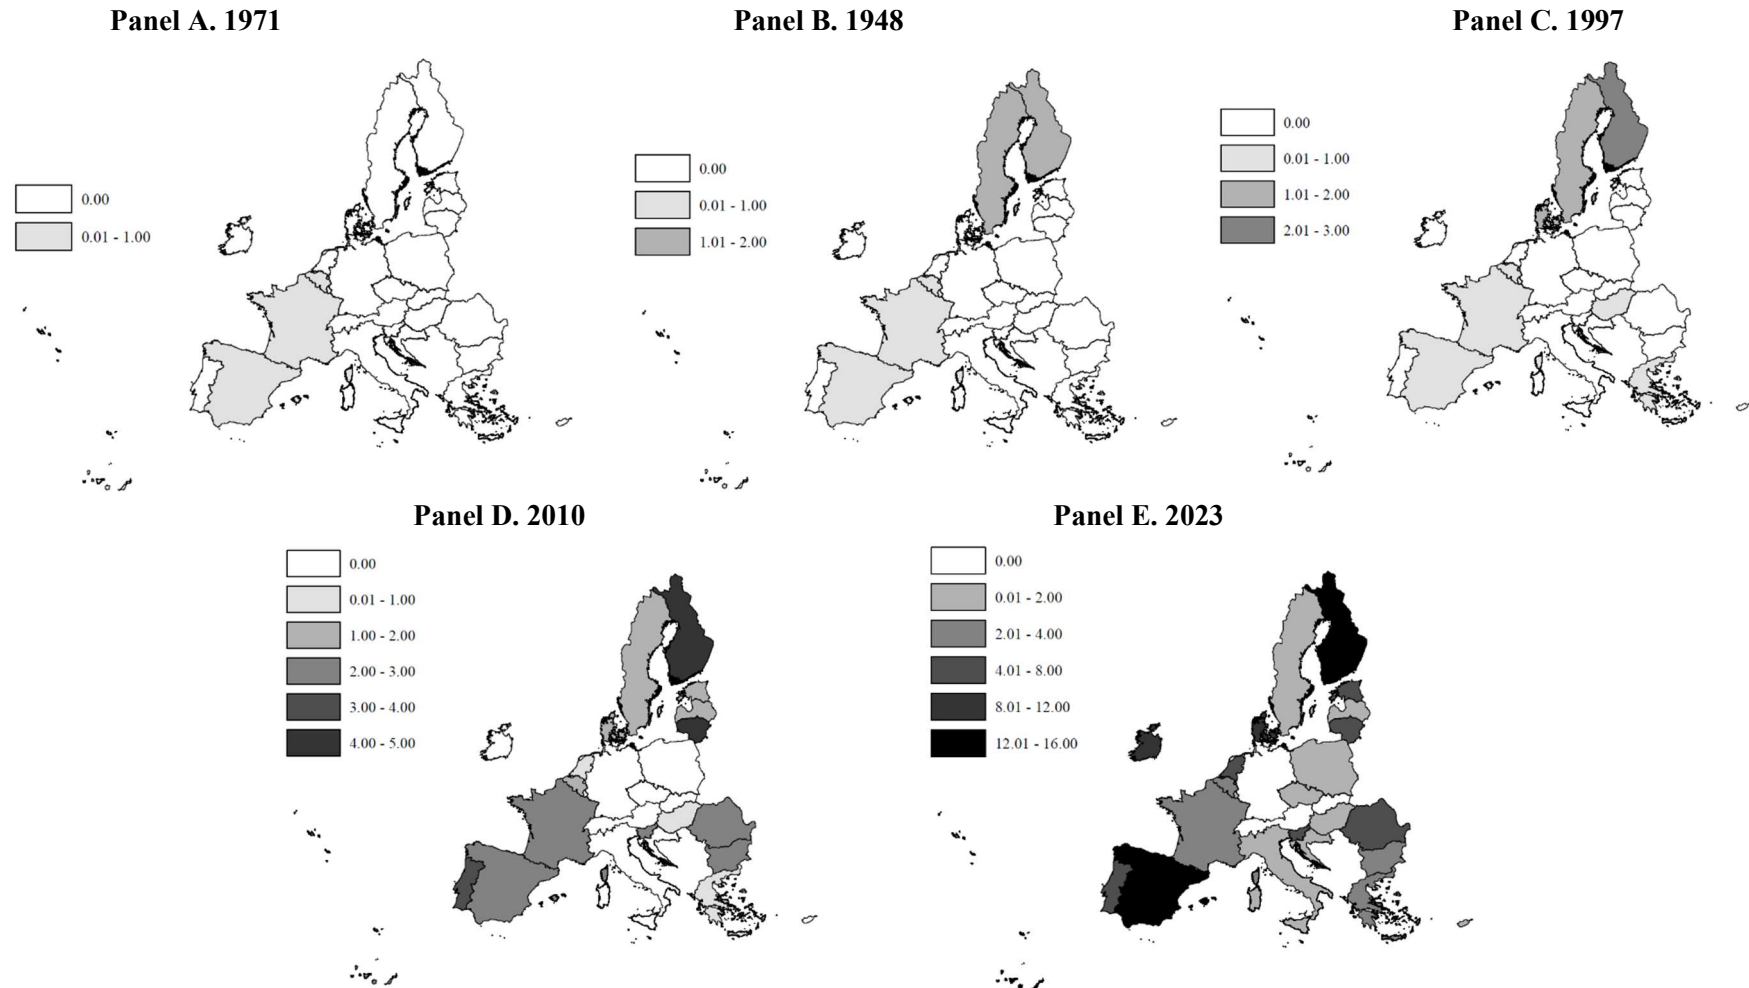 Panel A. 1971
Panel B. 1948
Panel C. 1997
0.00
0.01 - 1.00
0.00
0.01 - 1.00
1.01 - 2.00
0.00
0.01 - 1.00
1.01 - 2.00
2.01 - 3.00
Panel D. 2010
Panel E. 2023
0.00
0.01 - 1.00
1.00 - 2.00
2.00 - 3.00
3.00 - 4.00
4.00 - 5.00
0.00
0.01 - 2.00
2.01 - 4.00
4.01 - 8.00
8.01 - 12.00
12.01 - 16.00